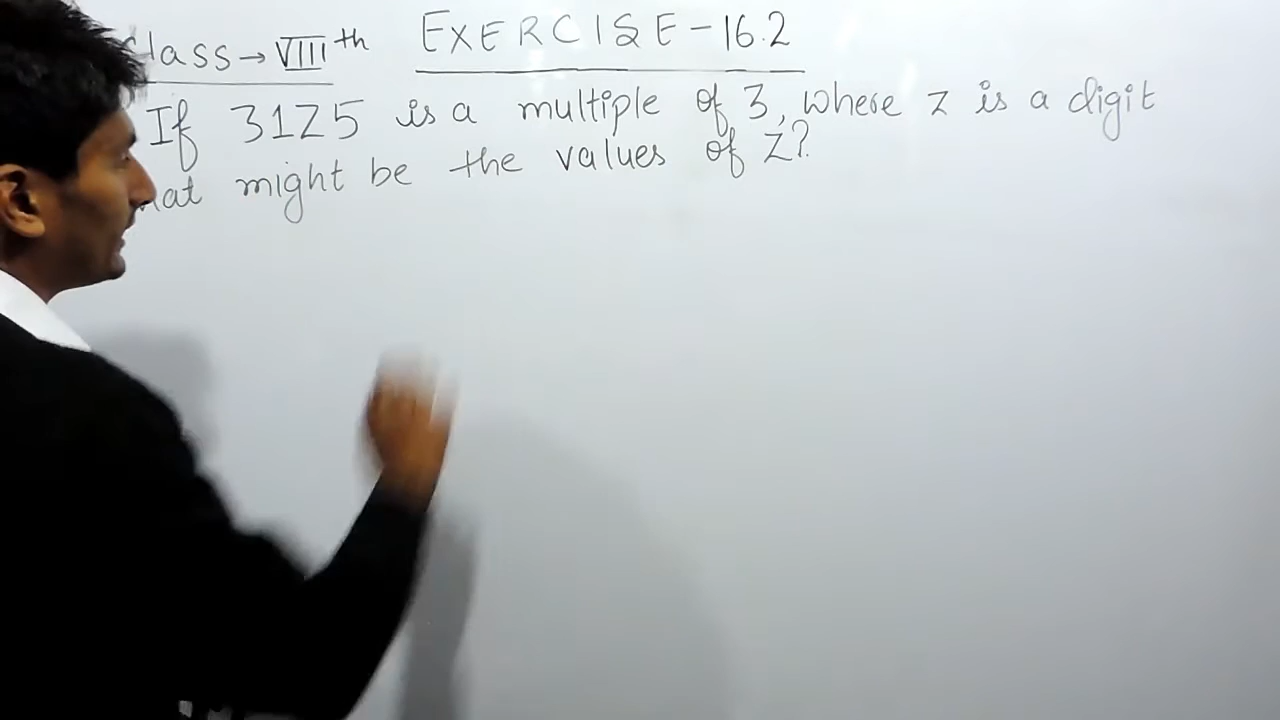 class → VIIIth EXERCISE-16.2
If 31Z5 is a multiple of 3, where z is a digit
might be the values of Z?